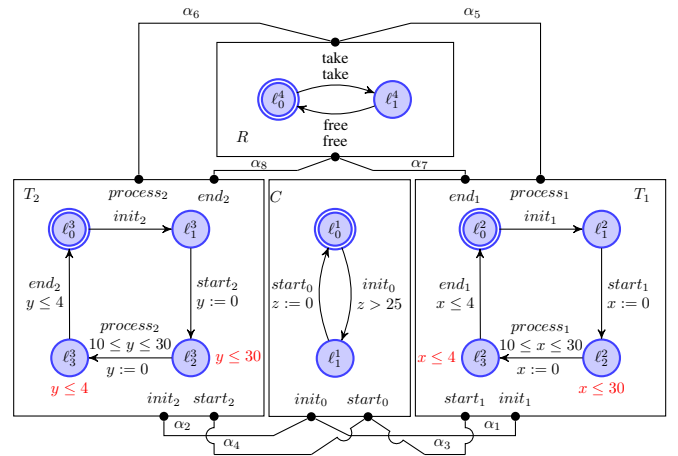 α₆
α₅
take
take
ℓ₀⁴
ℓ₁⁴
R
free
free
α₈
α₇
T₂
process₂
end₂
C
end₁
process₁
T₁
ℓ₀³
init₂
ℓ₁³
ℓ₀¹
ℓ₀²
init₁
ℓ₁²
end₂
y ≤ 4
start₂
y := 0
start₀
z := 0
init₀
z > 25
end₁
x ≤ 4
start₁
x := 0
process₂
10 ≤ y ≤ 30
y := 0
process₁
10 ≤ x ≤ 30
x := 0
ℓ₃³
ℓ₂³
y ≤ 30
ℓ₁¹
x ≤ 4
ℓ₃²
ℓ₂²
y ≤ 4
x ≤ 30
init₂
start₂
init₀
start₀
start₁
init₁
α₂
α₄
α₃
α₁